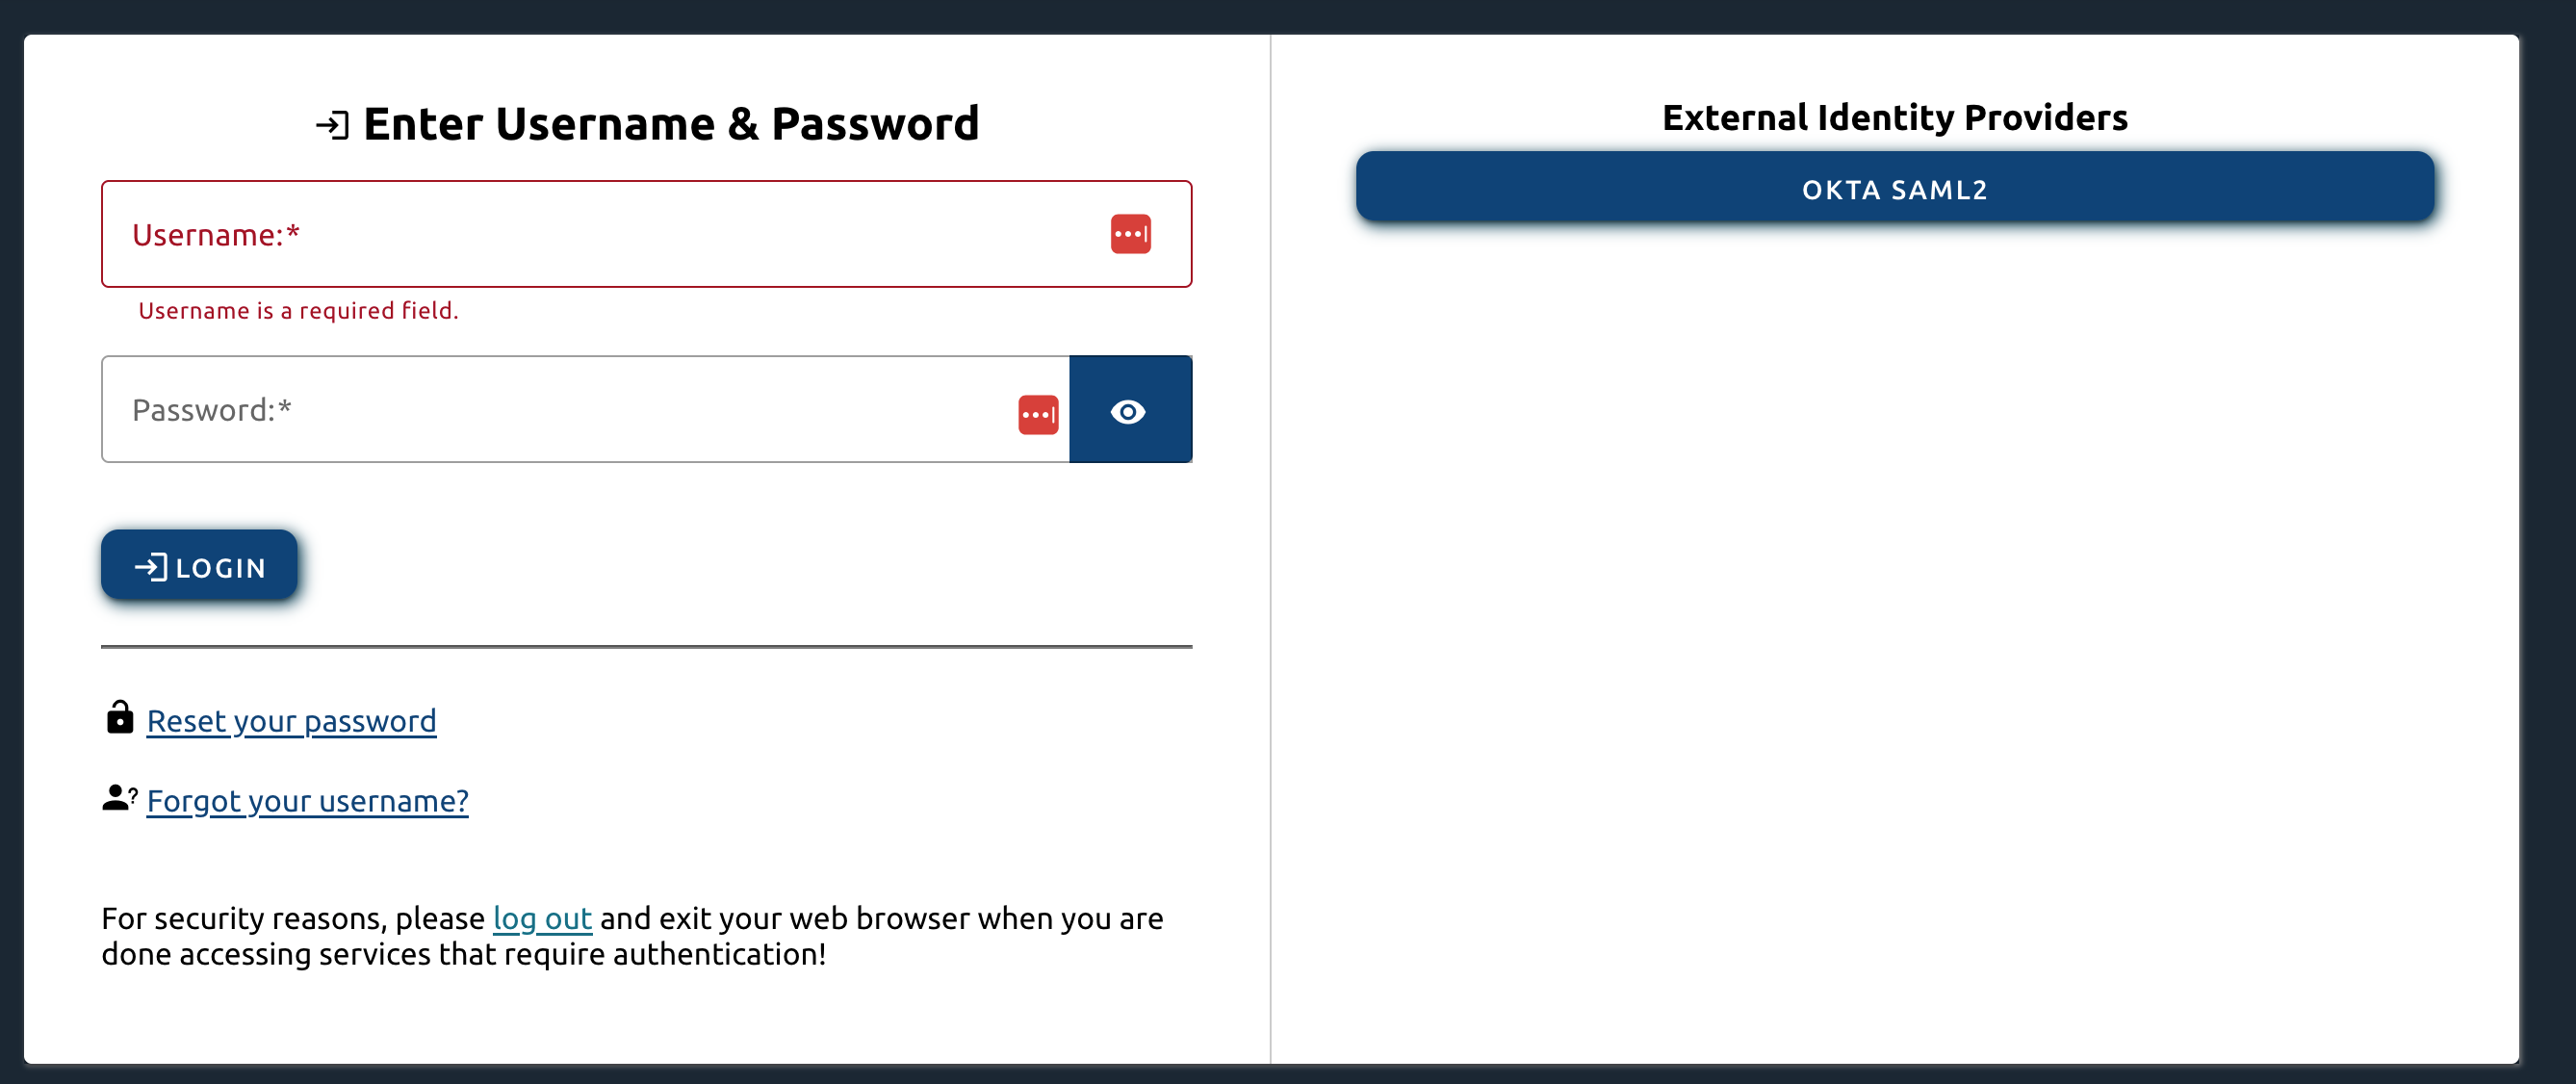 Enter Username & Password
Username:*
Username is a required field.
Password:*
LOGIN
Reset your password
Forgot your username?
For security reasons, please log out and exit your web browser when you are
done accessing services that require authentication!
External Identity Providers
OKTA SAML2